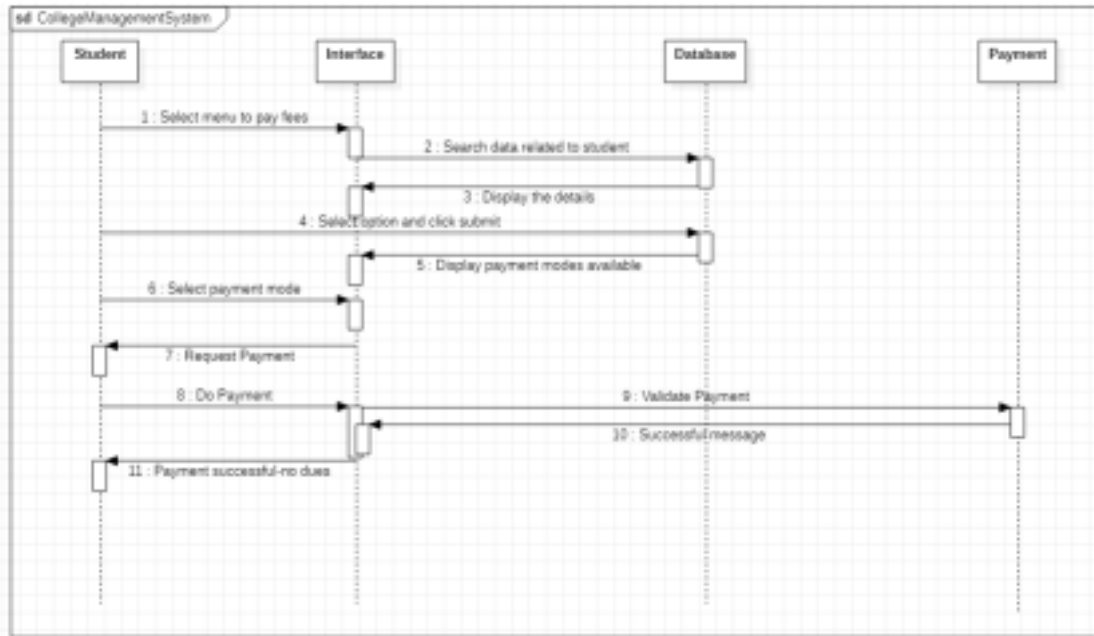 sd CollegeManagementSystem
Student
Interface
Database
Payment
1 : Select menu to pay fees
2 : Search data related to student
3 : Display the details
4 : Select option and click submit
5 : Display payment modes available
6 : Select payment mode
7 : Request Payment
8 : Do Payment
9 : Validate Payment
10 : Successful message
11 : Payment successful-no dues